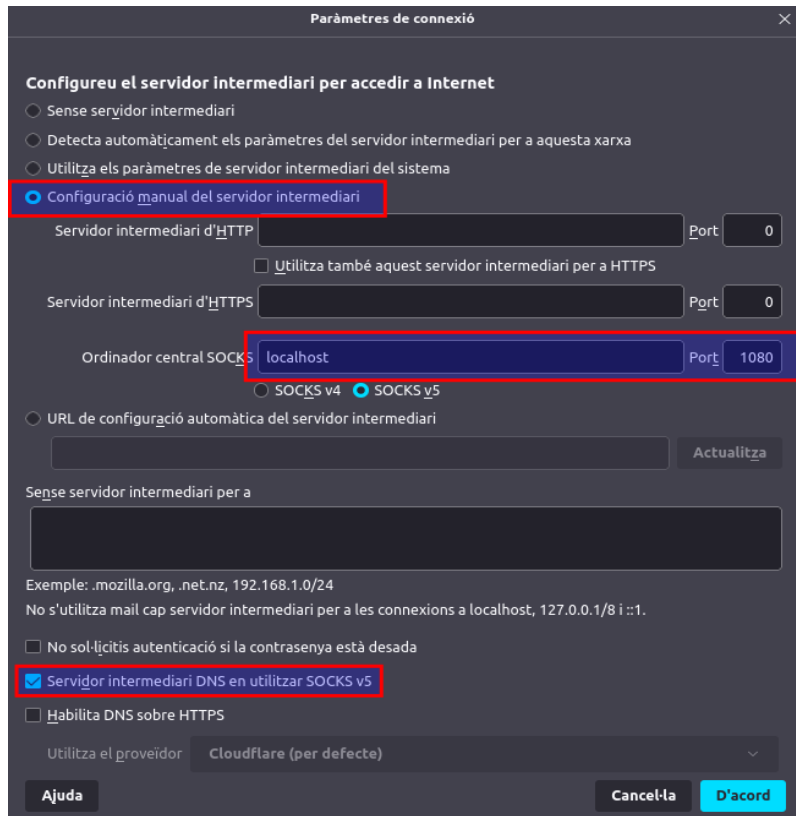 Paràmetres de connexió
Configureu el servidor intermediari per accedir a Internet
Sense servidor intermediari
Detecta automàticament els paràmetres del servidor intermediari per a aquesta xarxa
Utilitza els paràmetres de servidor intermediari del sistema
Configuració manual del servidor intermediari
Servidor intermediari d'HTTP Port 0
Utilitza també aquest servidor intermediari per a HTTPS
Servidor intermediari d'HTTPS Port 0
Ordinador central SOCKS localhost Port 1080
SOCKS v4 SOCKS v5
URL de configuració automàtica del servidor intermediari
Actualitza
Sense servidor intermediari per a
Exemple: .mozilla.org, .net.nz, 192.168.1.0/24
No s'utilitza mail cap servidor intermediari per a les connexions a localhost, 127.0.0.1/8 i ::1.
No sol·licitis autenticació si la contrasenya està desada
Servidor intermediari DNS en utilitzar SOCKS v5
Habilita DNS sobre HTTPS
Utilitza el proveïdor Cloudflare (per defecte)
Ajuda Cancel·la D'acord